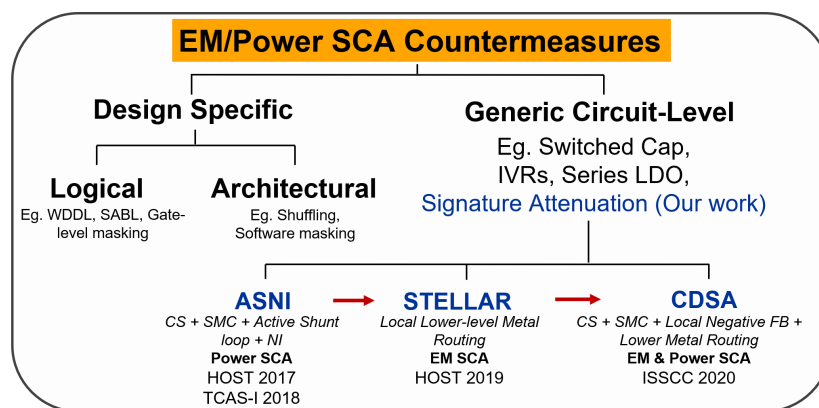 EM/Power SCA Countermeasures
Design Specific
Generic Circuit-Level
Eg. Switched Cap,
IVRs, Series LDO,
Signature Attenuation (Our work)
Logical
Eg. WDDL, SABL, Gate-
level masking
Architectural
Eg. Shuffling,
Software masking
ASNI
CS + SMC + Active Shunt
loop + NI
Power SCA
HOST 2017
TCAS-I 2018
STELLAR
Local Lower-level Metal
Routing
EM SCA
HOST 2019
CDSA
CS + SMC + Local Negative FB +
Lower Metal Routing
EM & Power SCA
ISSCC 2020